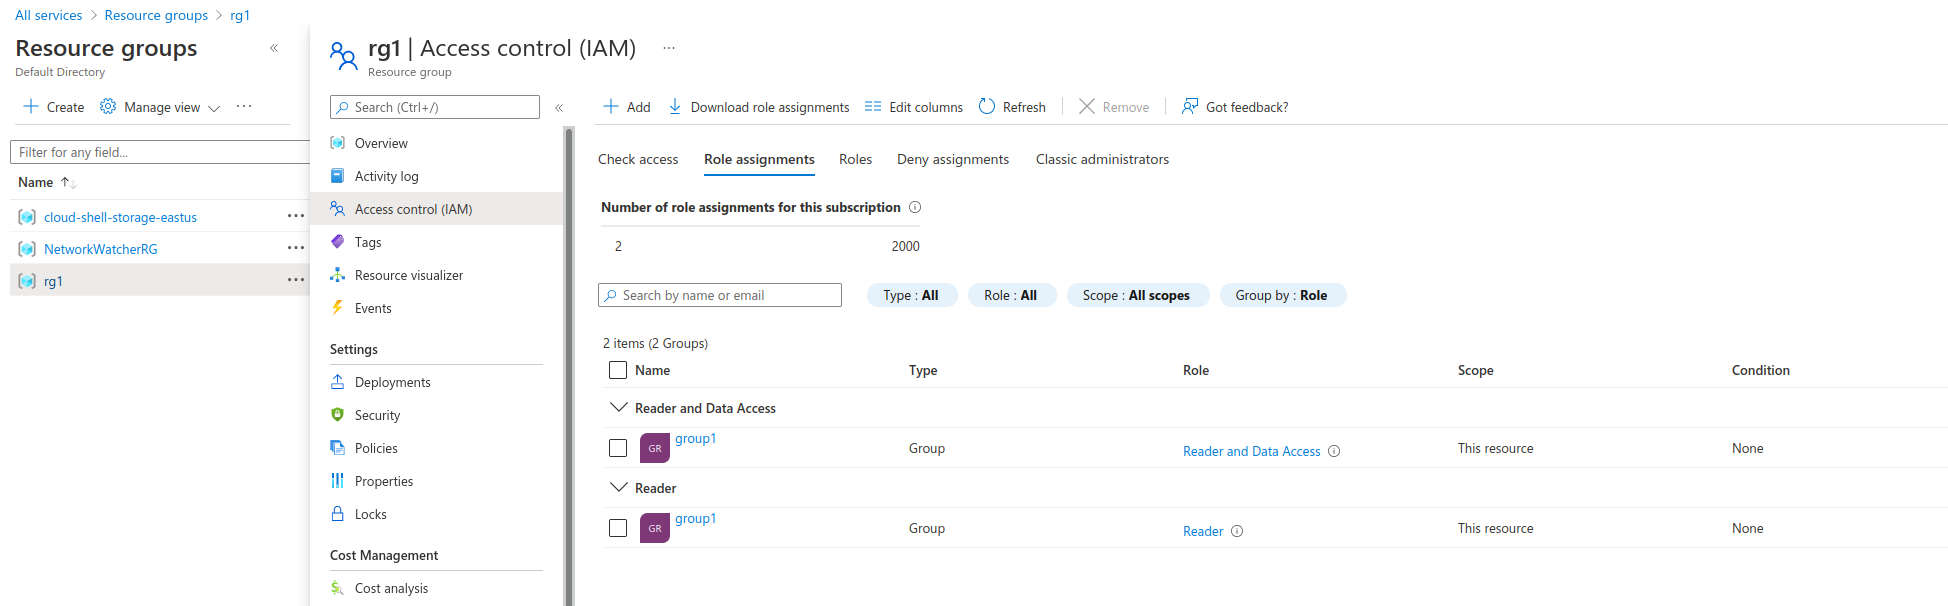 All services > Resource groups > rg1
Resource groups «
Default Directory
+ Create Manage view ···
Filter for any field...
Name ↑↓
cloud-shell-storage-eastus ···
NetworkWatcherRG ···
rg1 ···
rg1 | Access control (IAM) ···
Resource group
Search (Ctrl+/) «
Overview
Activity log
Access control (IAM)
Tags
Resource visualizer
Events
Settings
Deployments
Security
Policies
Properties
Locks
Cost Management
Cost analysis
+ Add Download role assignments Edit columns Refresh Remove Got feedback?
Check access Role assignments Roles Deny assignments Classic administrators
Number of role assignments for this subscription
2 2000
Search by name or email Type : All Role : All Scope : All scopes Group by : Role
2 items (2 Groups)
Name Type Role Scope Condition
Reader and Data Access
GR group1 Group Reader and Data Access This resource None
Reader
GR group1 Group Reader This resource None